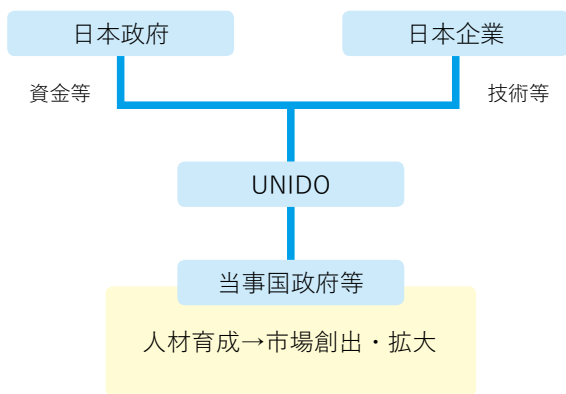 日本政府
日本企業
資金等
技術等
UNIDO
当事国政府等
人材育成→市場創出・拡大